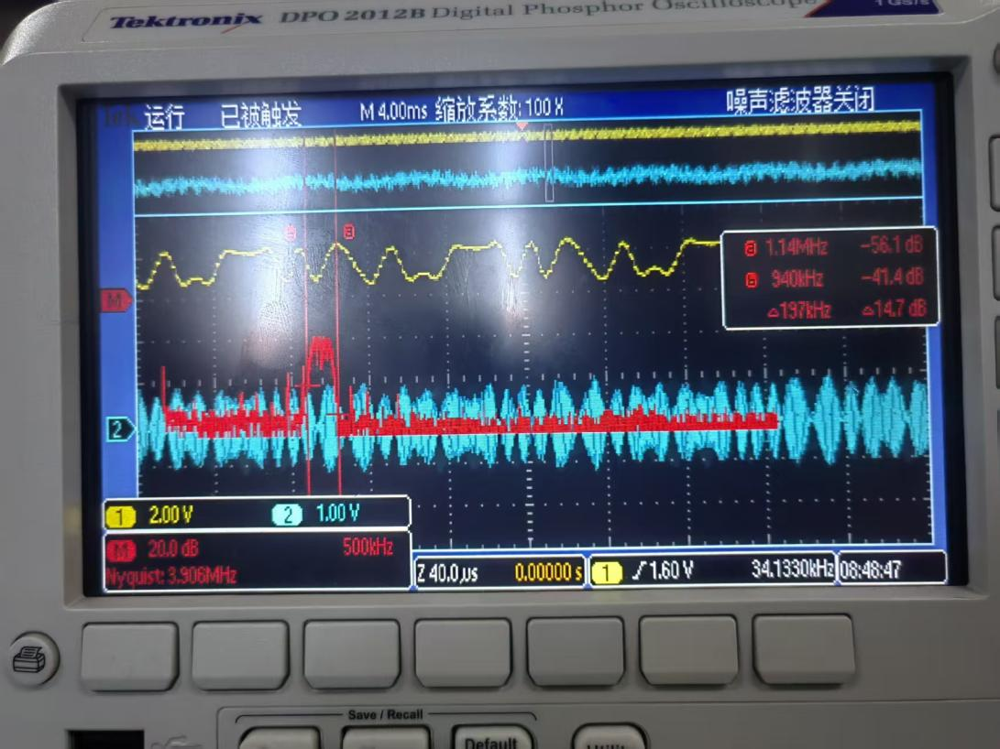 Tektronix DPO 2012B Digital Phosphor Oscilloscope 1 GS/s
运行 已被触发 M 4.00ms 缩放系数: 100 X 噪声滤波器关闭
a 1.14MHz -56.1 dB
b 940kHz -41.4 dB
△197kHz △14.7 dB
M
2
1 2.00 V 2 1.00 V
M 20.0 dB 500kHz
Nyquist: 3.906MHz
Z 40.0μs 0.00000 s 1 1.60 V 34.1330kHz 08:48:47
Save / Recall
Default